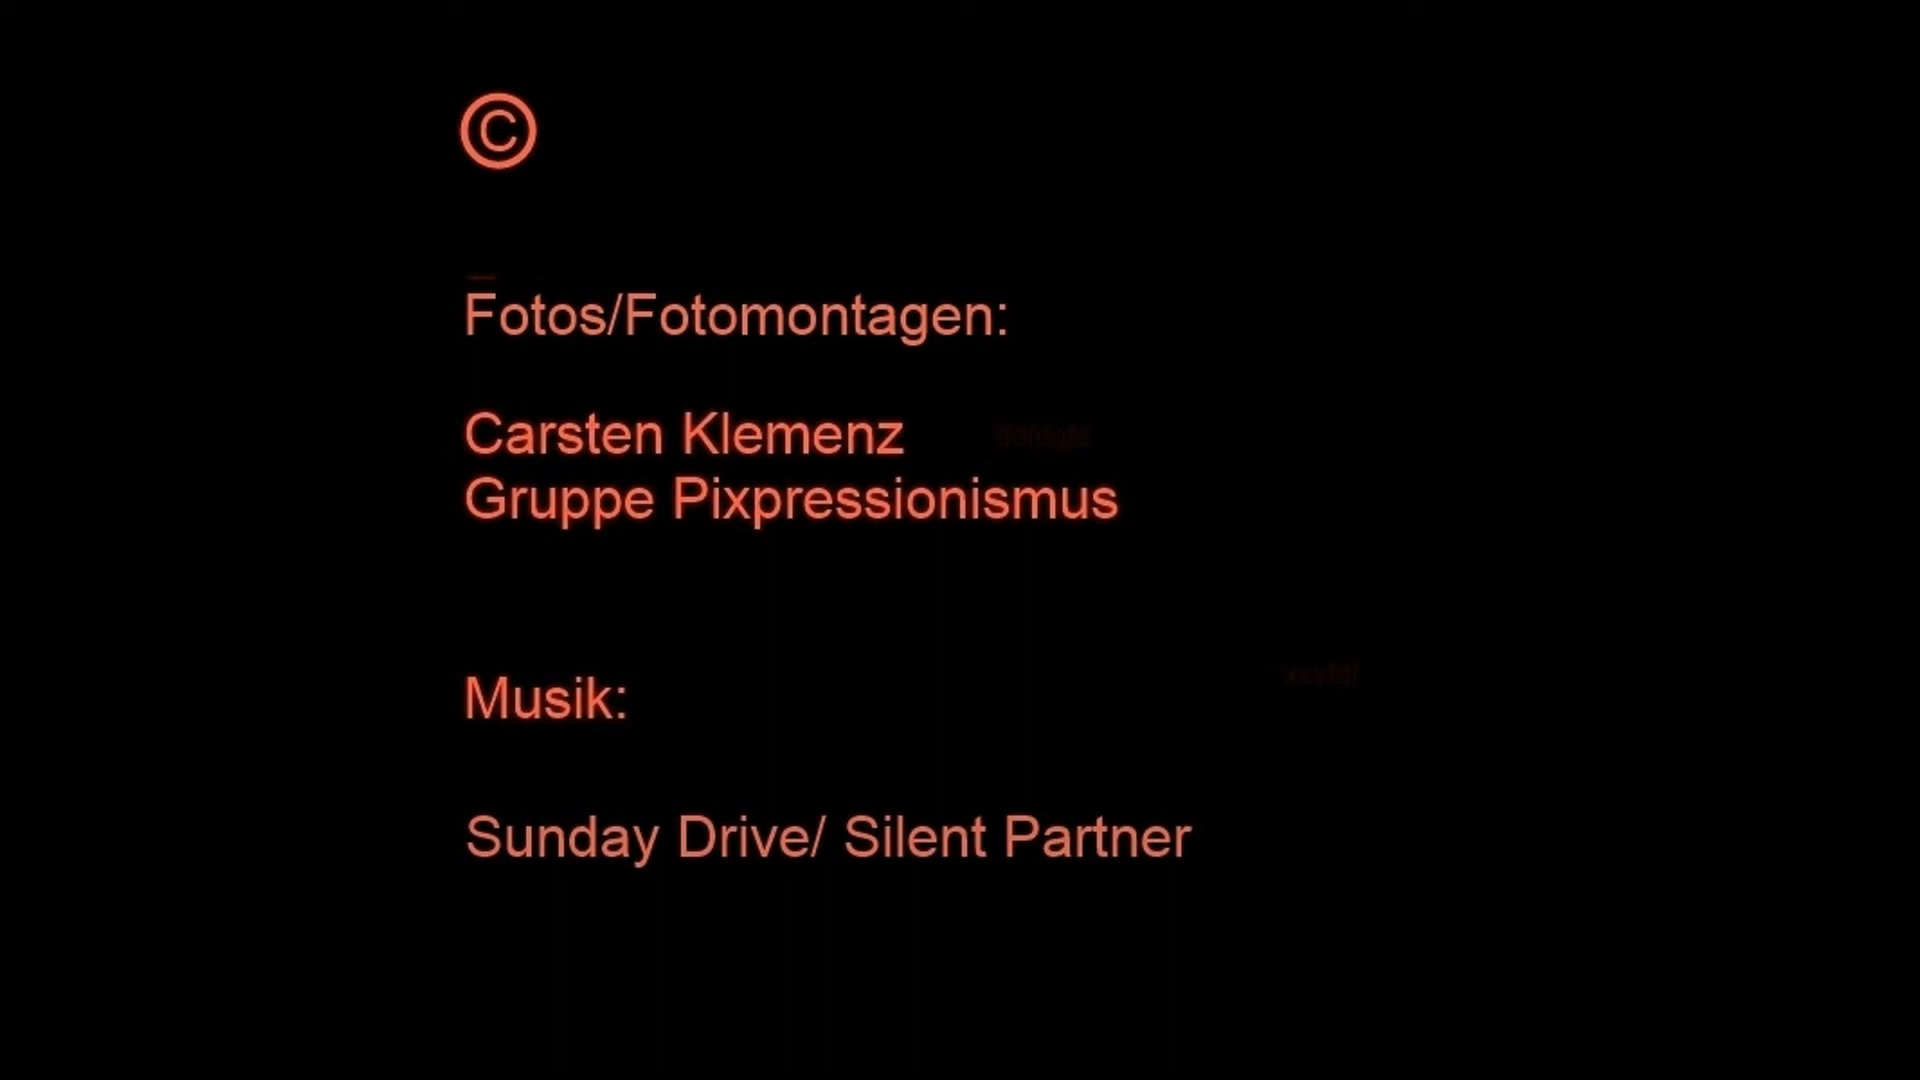 ©
Fotos/Fotomontagen:
Carsten Klemenz
Gruppe Pixpressionismus
Musik:
Sunday Drive/ Silent Partner